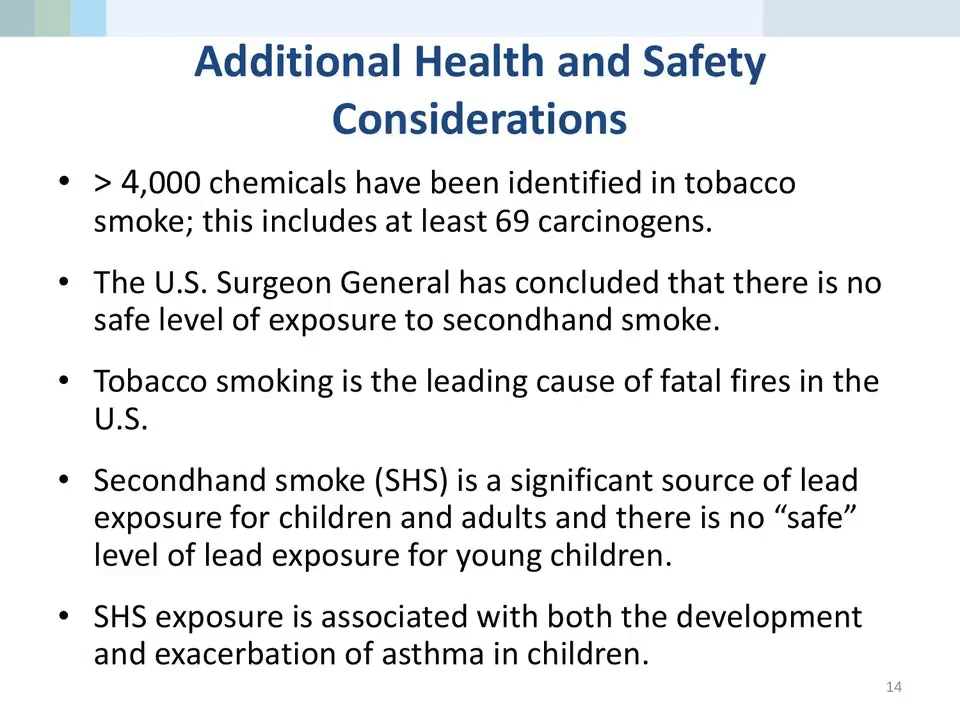 Additional Health and Safety
Considerations
• > 4,000 chemicals have been identified in tobacco
smoke; this includes at least 69 carcinogens.
• The U.S. Surgeon General has concluded that there is no
safe level of exposure to secondhand smoke.
• Tobacco smoking is the leading cause of fatal fires in the
U.S.
• Secondhand smoke (SHS) is a significant source of lead
exposure for children and adults and there is no “safe”
level of lead exposure for young children.
• SHS exposure is associated with both the development
and exacerbation of asthma in children.
14